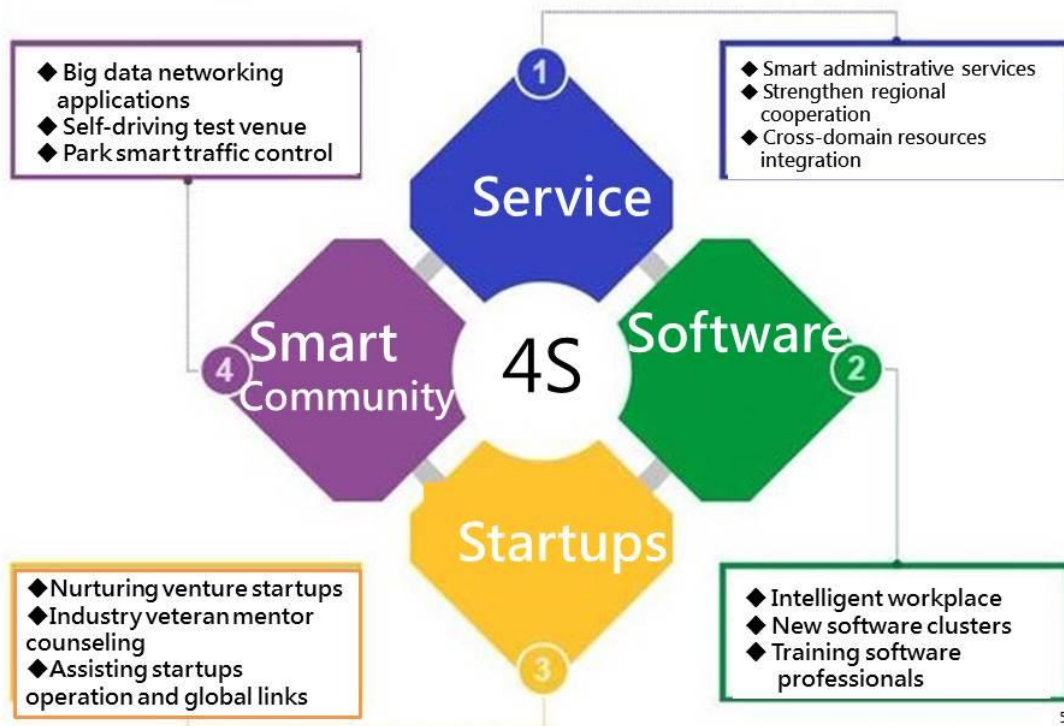 ◆ Big data networking
applications
◆ Self-driving test venue
◆ Park smart traffic control
1
◆ Smart administrative services
◆ Strengthen regional
cooperation
◆ Cross-domain resources
integration
Service
Smart
Community
4
4S
Software
2
Startups
3
◆Nurturing venture startups
◆Industry veteran mentor
counseling
◆Assisting startups
operation and global links
◆ Intelligent workplace
◆ New software clusters
◆ Training software
professionals